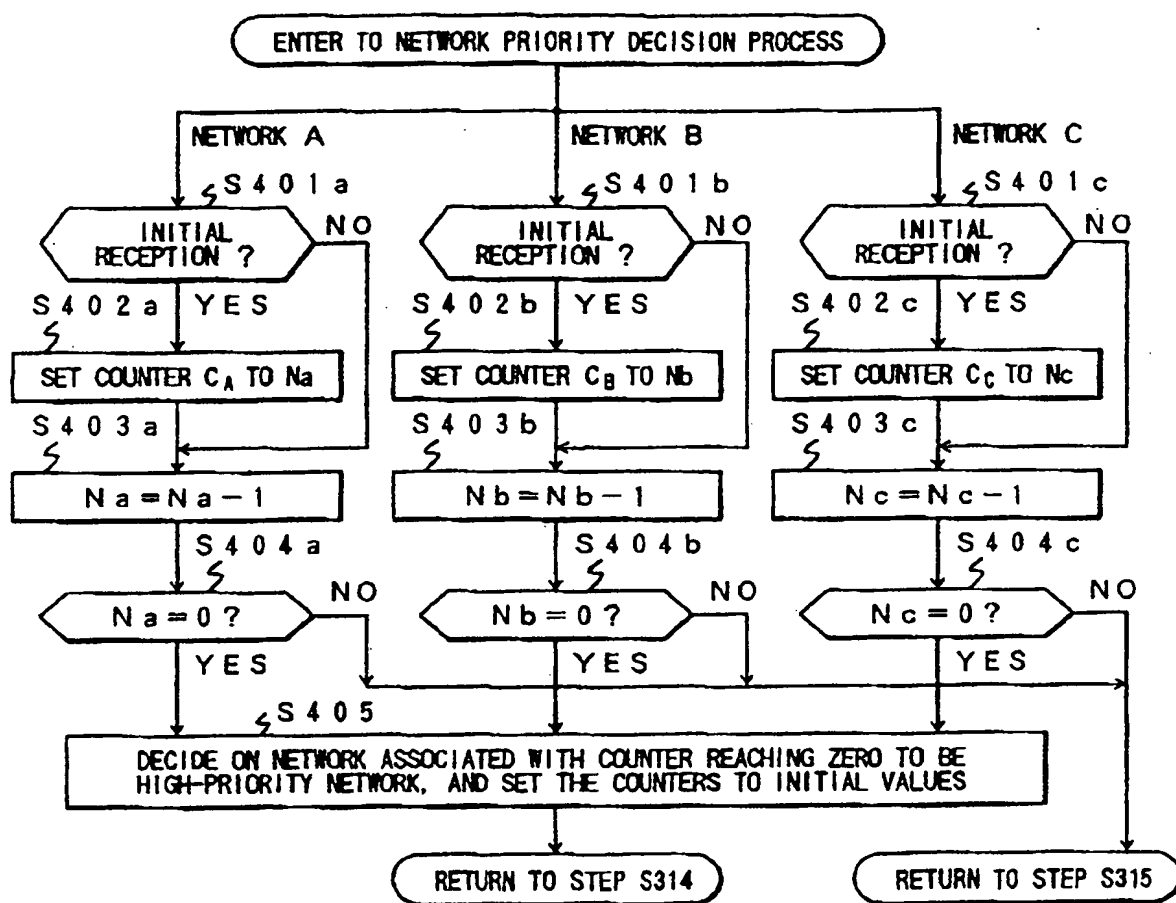 ENTER TO NETWORK PRIORITY DECISION PROCESS
NETWORK A
NETWORK B
NETWORK C
S401a
S401b
S401c
INITIAL
RECEPTION ?
NO
INITIAL
RECEPTION ?
NO
INITIAL
RECEPTION ?
NO
S402a
YES
S402b
YES
S402c
YES
SET COUNTER CA TO Na
SET COUNTER CB TO Nb
SET COUNTER CC TO Nc
S403a
S403b
S403c
Na=Na-1
Nb=Nb-1
Nc=Nc-1
S404a
S404b
S404c
Na=0?
NO
Nb=0?
NO
Nc=0?
NO
YES
YES
YES
S405
DECIDE ON NETWORK ASSOCIATED WITH COUNTER REACHING ZERO TO BE
HIGH-PRIORITY NETWORK, AND SET THE COUNTERS TO INITIAL VALUES
RETURN TO STEP S314
RETURN TO STEP S315